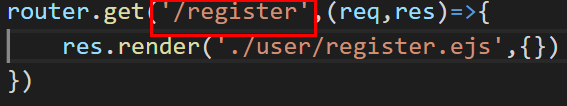 router.get('/register',(req,res)=>{
    res.render('./user/register.ejs',{})
})